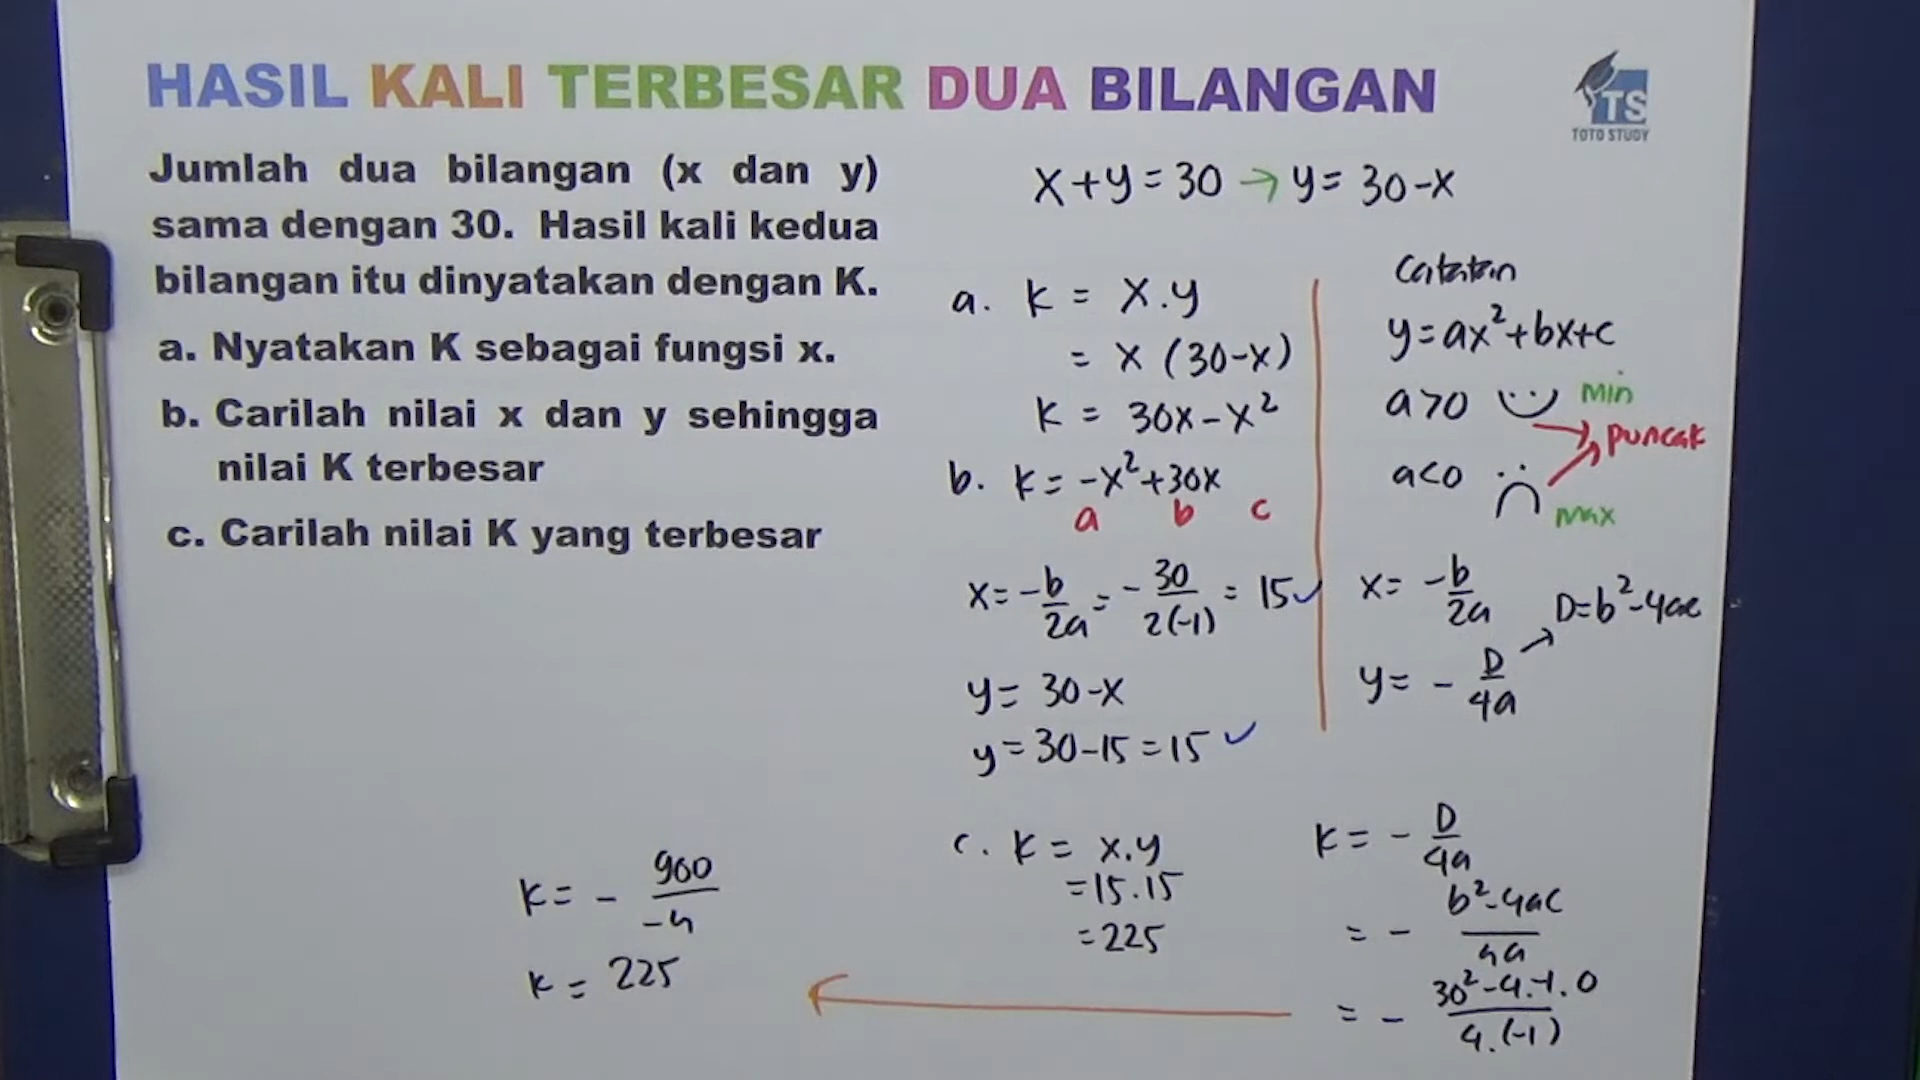 HASIL KALI TERBESAR DUA BILANGAN
TS
TOTO STUDY
Jumlah dua bilangan (x dan y)
sama dengan 30. Hasil kali kedua
bilangan itu dinyatakan dengan K.
a. Nyatakan K sebagai fungsi x.
b. Carilah nilai x dan y sehingga
nilai K terbesar
c. Carilah nilai K yang terbesar
x+y = 30 → y = 30-x
a. K = x.y
= x (30-x)
K = 30x - x²
b. K = -x²+30x
a b c
x = -b/2a = - 30/2(-1) = 15 ✓
y = 30-x
y = 30-15 = 15 ✓
Catatan
y = ax²+bx+c
a>0 min
puncak
a<0
max
x = -b/2a
D=b²-4ac
y = - D/4a
c. K = x.y
= 15.15
= 225
K = - D/4a
= - b²-4ac/4a
= - 30²-4.-1.0/4.(-1)
K = - 900/-4
K = 225